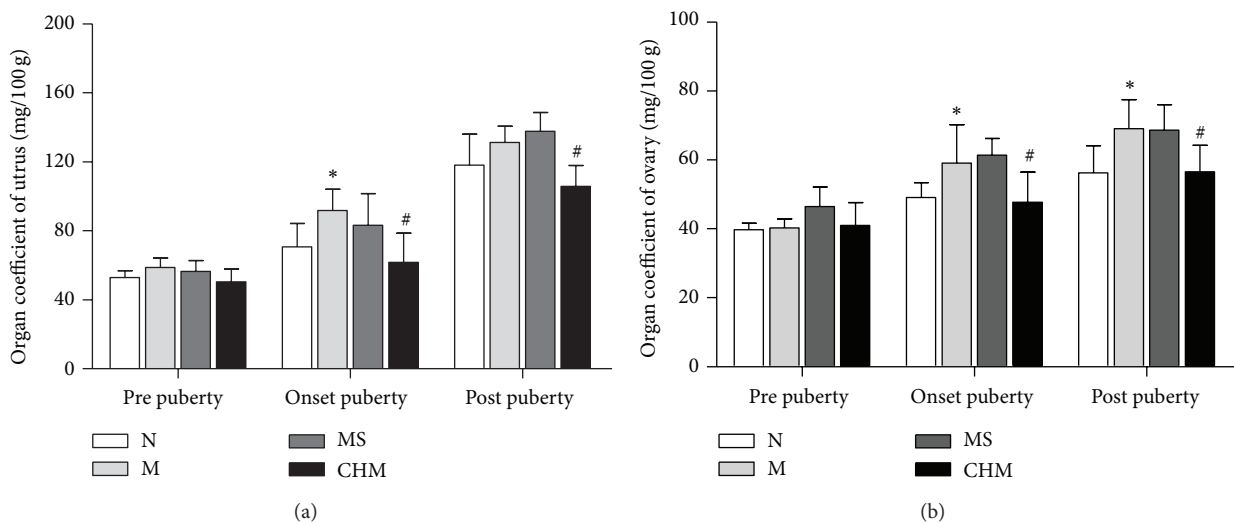 200
160
120
80
40
0
Organ coefficient of utrus (mg/100 g)
*
#
#
Pre puberty
Onset puberty
Post puberty
N
M
MS
CHM
(a)
100
80
60
40
20
0
Organ coefficient of ovary (mg/100 g)
*
#
*
#
Pre puberty
Onset puberty
Post puberty
N
M
MS
CHM
(b)